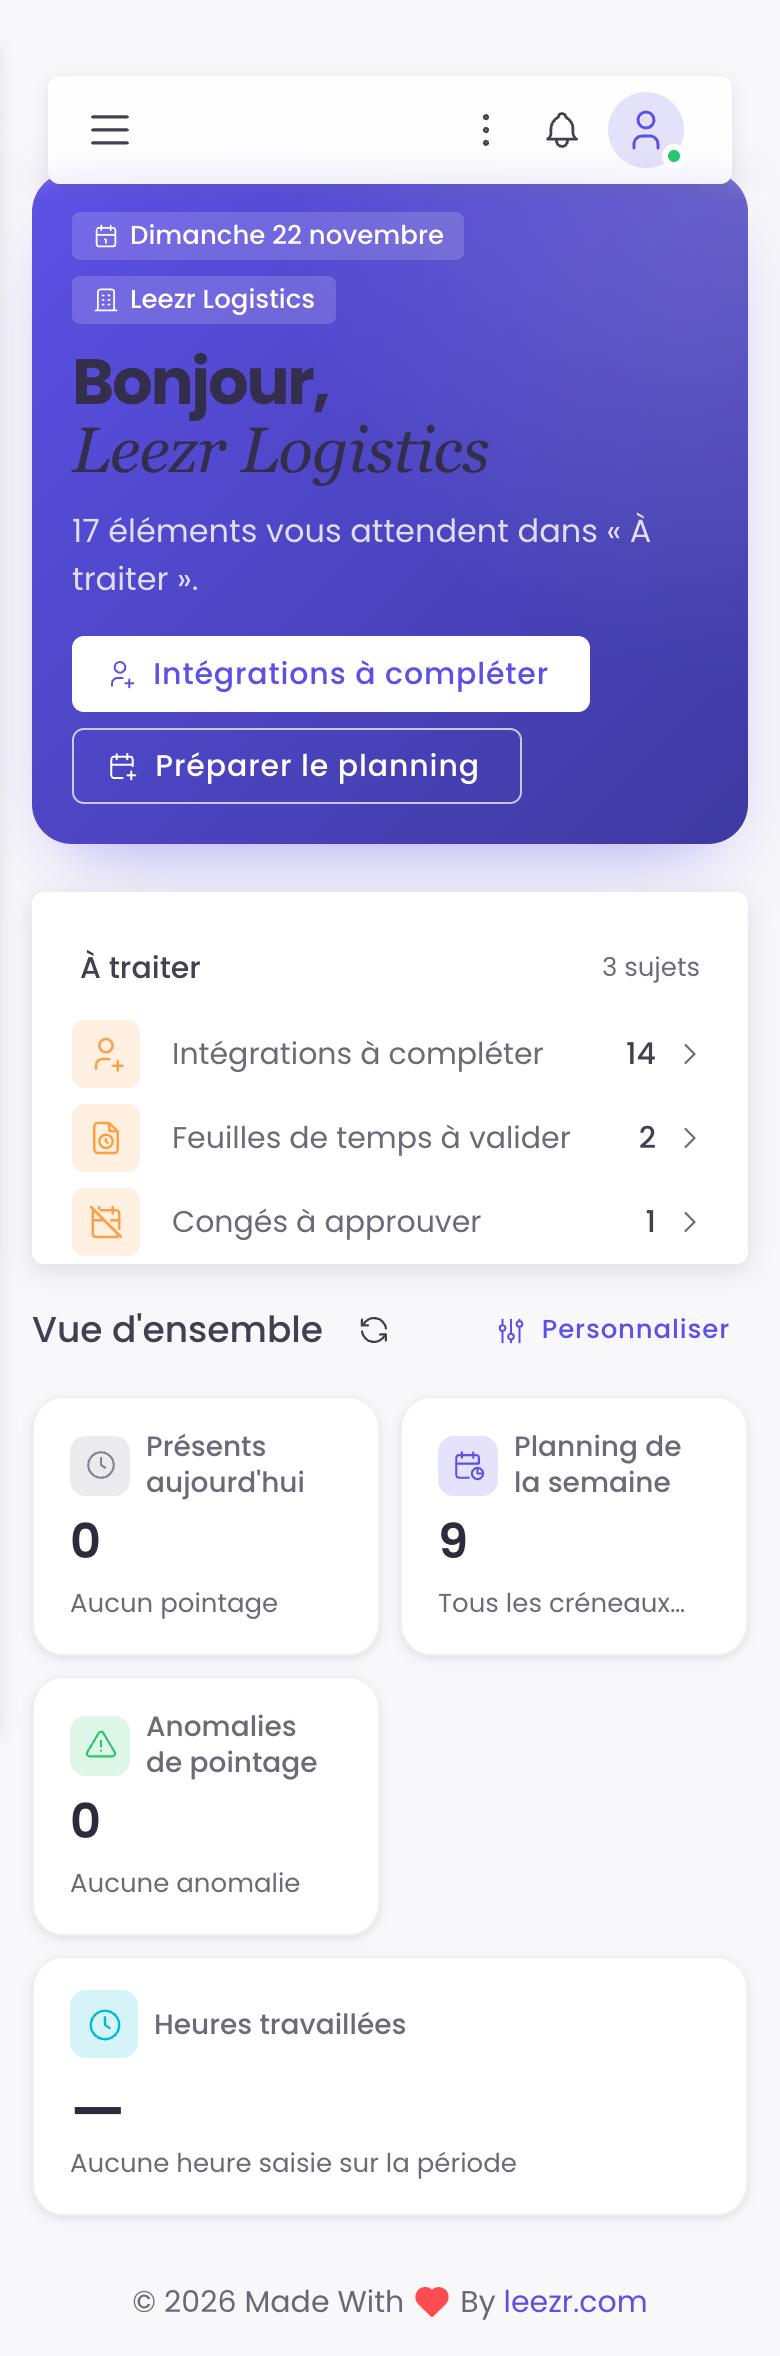 Dimanche 22 novembre
Leezr Logistics
Bonjour,
Leezr Logistics
17 éléments vous attendent dans « À
traiter ».
Intégrations à compléter
Préparer le planning
À traiter
3 sujets
Intégrations à compléter
14
Feuilles de temps à valider
2
Congés à approuver
1
Vue d'ensemble
Personnaliser
Présents
aujourd'hui
0
Aucun pointage
Planning de
la semaine
9
Tous les créneaux...
Anomalies
de pointage
0
Aucune anomalie
Heures travaillées
—
Aucune heure saisie sur la période
© 2026 Made With By leezr.com